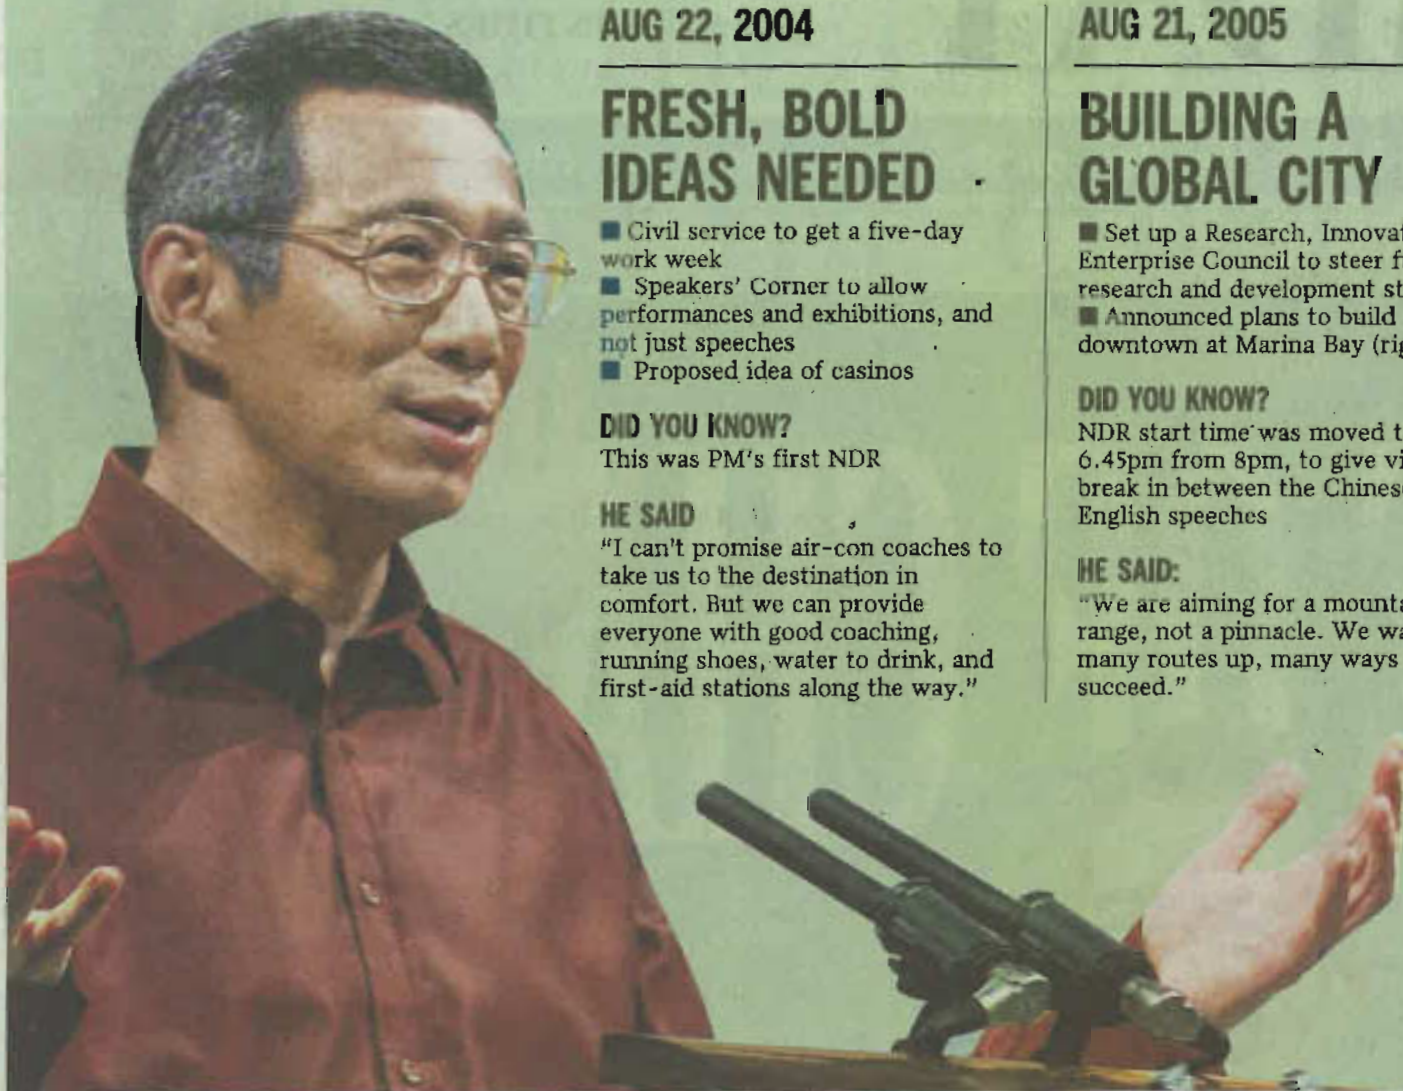 AUG 22, 2004
FRESH, BOLD
IDEAS NEEDED
■ Civil service to get a five-day
work week
■ Speakers' Corner to allow
performances and exhibitions, and
not just speeches
■ Proposed idea of casinos
DID YOU KNOW?
This was PM's first NDR
HE SAID
"I can't promise air-con coaches to
take us to the destination in
comfort. But we can provide
everyone with good coaching,
running shoes, water to drink, and
first-aid stations along the way."
AUG 21, 2005
BUILDING A
GLOBAL CITY
■ Set up a Research,
Enterprise Council to steer
research and development
■ Announced plans to build
downtown at Marina Bay
DID YOU KNOW?
NDR start time was moved
6.45pm from 8pm, to give
break in between the
English speeches
HE SAID:
"We are aiming for a
range, not a pinnacle. We
many routes up, many ways
succeed."